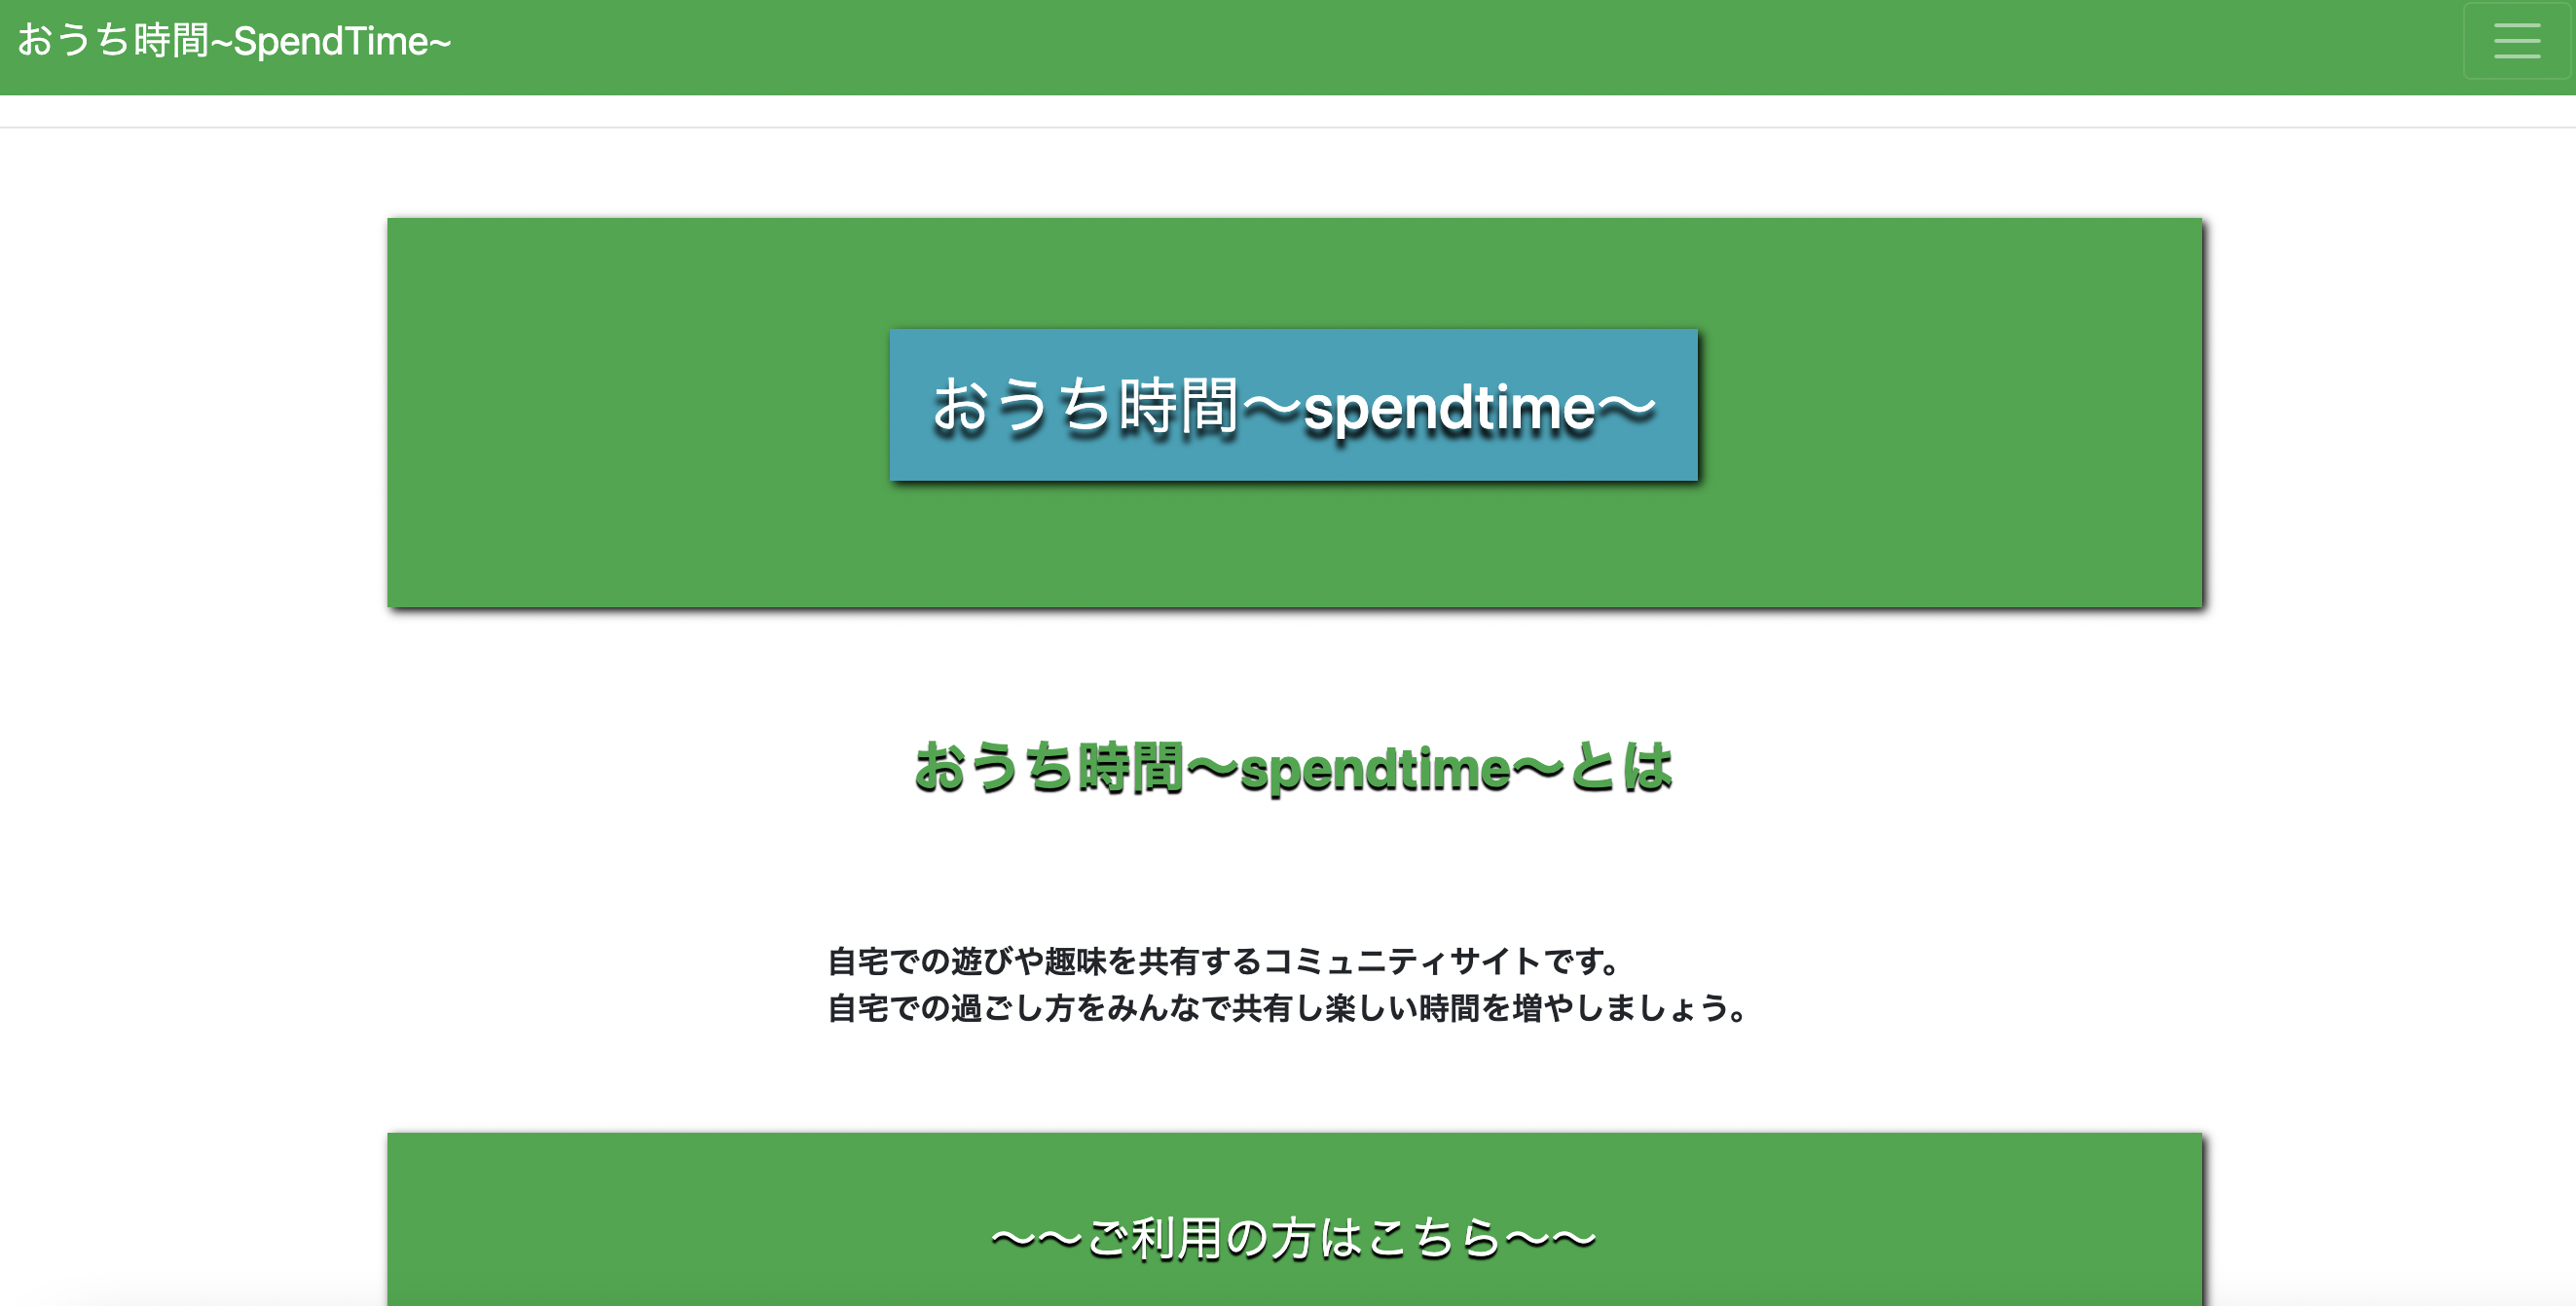 おうち時間~SpendTime~
おうち時間〜spendtime〜
おうち時間〜spendtime〜とは
自宅での遊びや趣味を共有するコミュニティサイトです。
自宅での過ごし方をみんなで共有し楽しい時間を増やしましょう。
〜〜ご利用の方はこちら〜〜